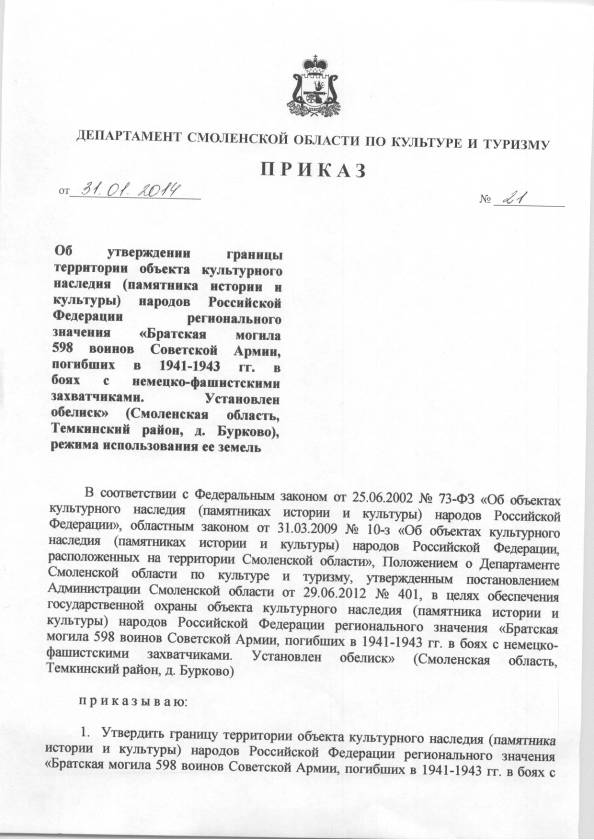 ДЕПАРТАМЕНТ СМОЛЕНСКОЙ ОБЛАСТИ ПО КУЛЬТУРЕ И ТУРИЗМУ
ПРИКАЗ
от 31.01.2014
№ 21
Об утверждении границы
территории объекта культурного
наследия (памятника истории и
культуры) народов Российской
Федерации регионального
значения «Братская могила
598 воинов Советской Армии,
погибших в 1941-1943 гг. в
боях с немецко-фашистскими
захватчиками. Установлен
обелиск» (Смоленская область,
Темкинский район, д. Бурково),
режима использования ее земель
В соответствии с Федеральным законом от 25.06.2002 № 73-ФЗ «Об объектах
культурного наследия (памятниках истории и культуры) народов Российской
Федерации», областным законом от 31.03.2009 № 10-з «Об объектах культурного
наследия (памятниках истории и культуры) народов Российской Федерации,
расположенных на территории Смоленской области», Положением о Департаменте
Смоленской области по культуре и туризму, утвержденным постановлением
Администрации Смоленской области от 29.06.2012 № 401, в целях обеспечения
государственной охраны объекта культурного наследия (памятника истории и
культуры) народов Российской Федерации регионального значения «Братская
могила 598 воинов Советской Армии, погибших в 1941-1943 гг. в боях с немецко-
фашистскими захватчиками. Установлен обелиск» (Смоленская область,
Темкинский район, д. Бурково)
приказываю:
1. Утвердить границу территории объекта культурного наследия (памятника
истории и культуры) народов Российской Федерации регионального значения
«Братская могила 598 воинов Советской Армии, погибших в 1941-1943 гг. в боях с